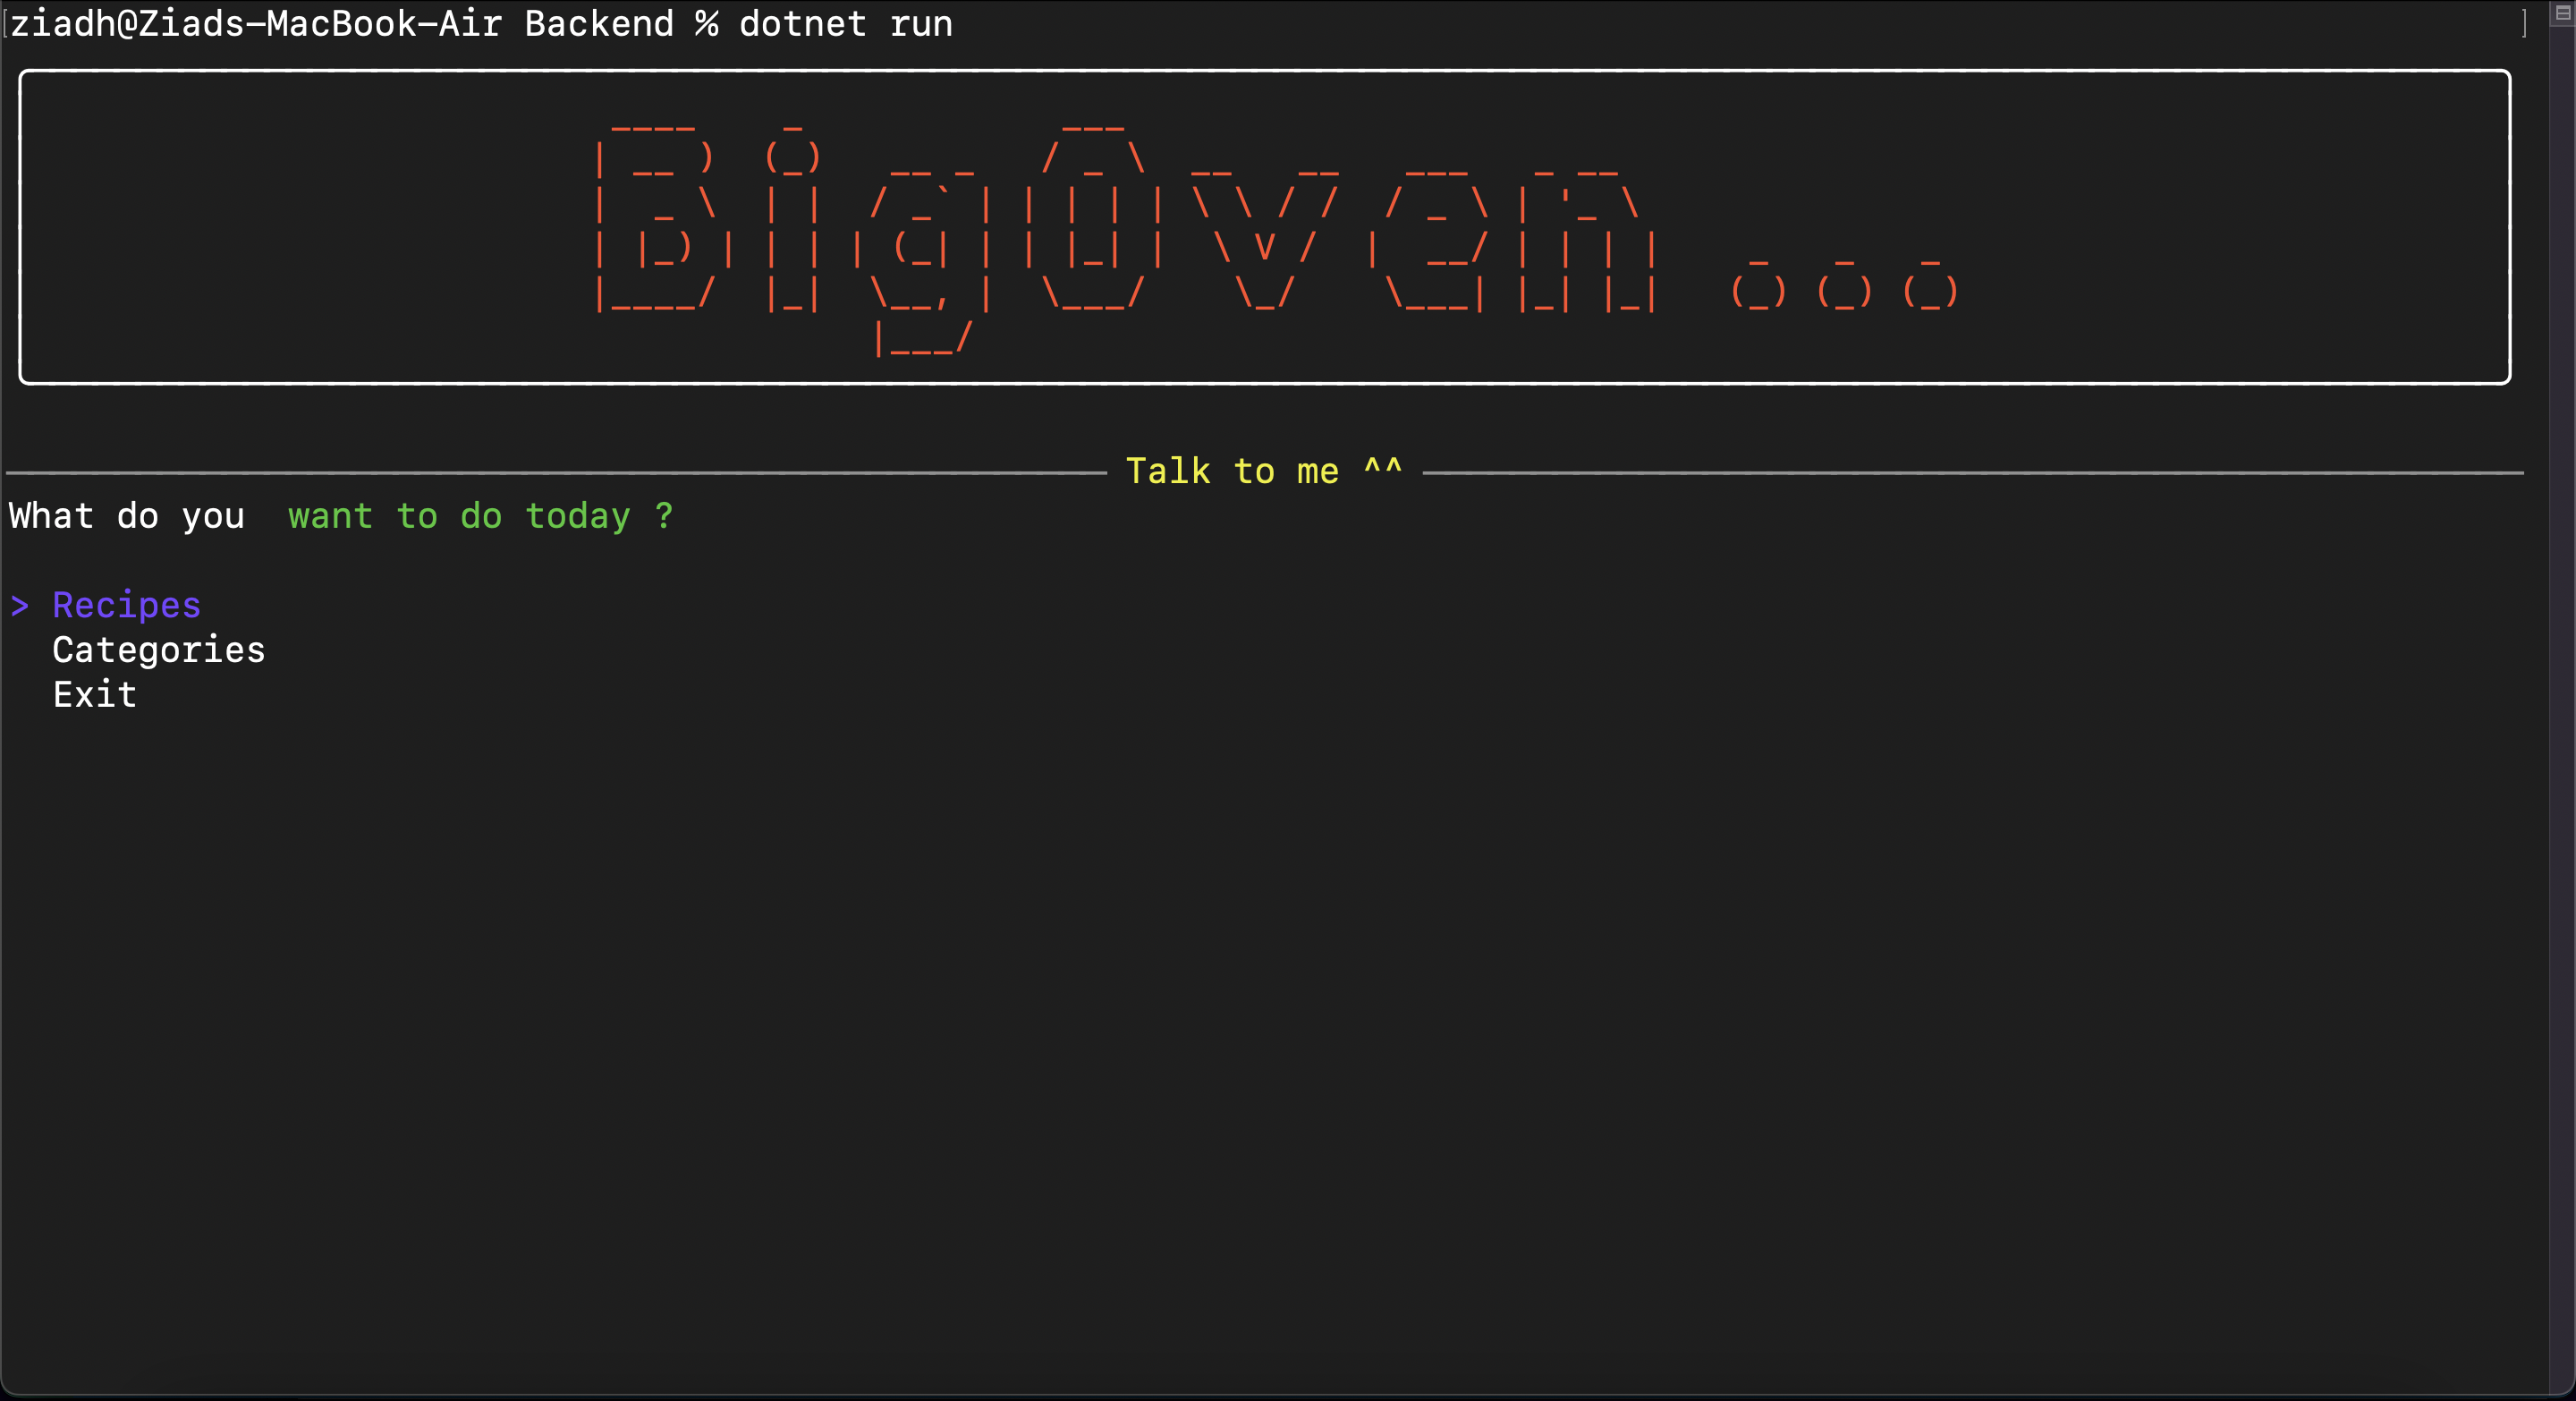 ziadh@Ziads-MacBook-Air Backend % dotnet run
BigOven...
Talk to me ^^
What do you  want to do today ?
> Recipes
Categories
Exit